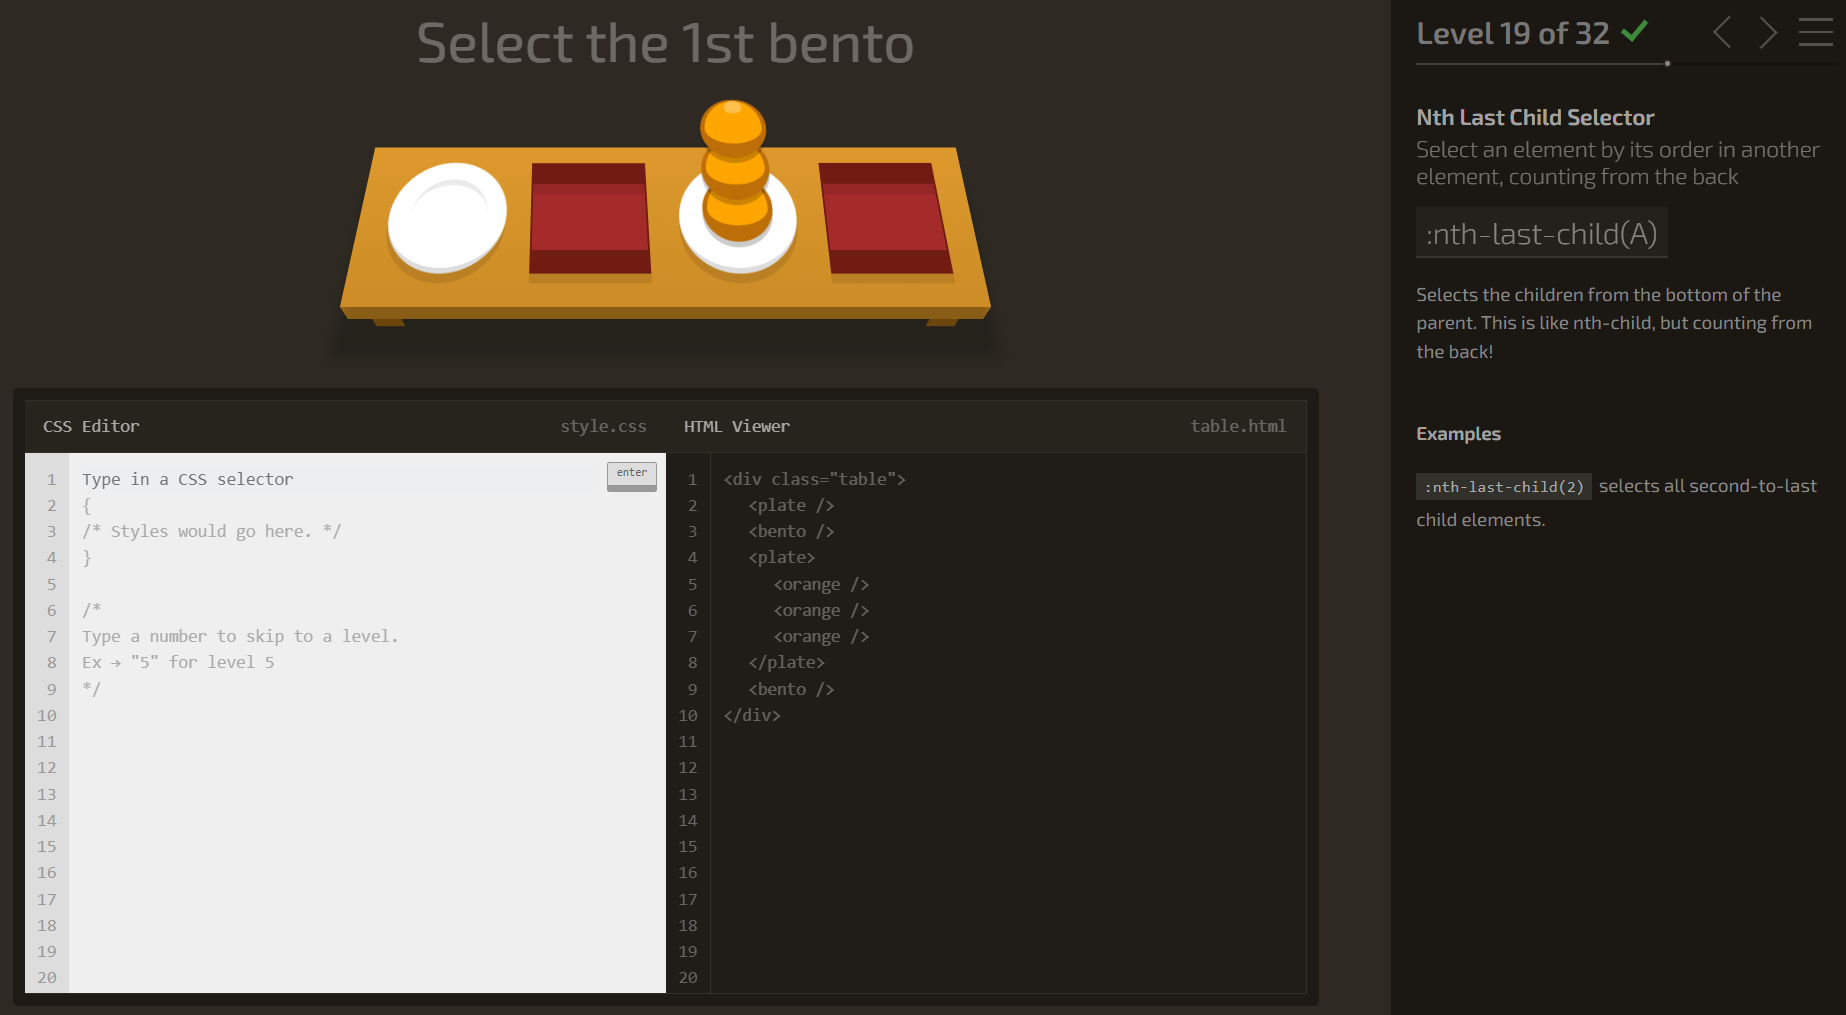 Select the 1st bento
CSS Editor style.css
1 Type in a CSS selector enter
2 {
3 /* Styles would go here. */
4 }
5
6 /*
7 Type a number to skip to a level.
8 Ex → "5" for level 5
9 */
10
11
12
13
14
15
16
17
18
19
20
HTML Viewer table.html
1 <div class="table">
2 <plate />
3 <bento />
4 <plate>
5 <orange />
6 <orange />
7 <orange />
8 </plate>
9 <bento />
10 </div>
11
12
13
14
15
16
17
18
19
20
Level 19 of 32
Nth Last Child Selector
Select an element by its order in another
element, counting from the back
:nth-last-child(A)
Selects the children from the bottom of the
parent. This is like nth-child, but counting from
the back!
Examples
:nth-last-child(2) selects all second-to-last
child elements.